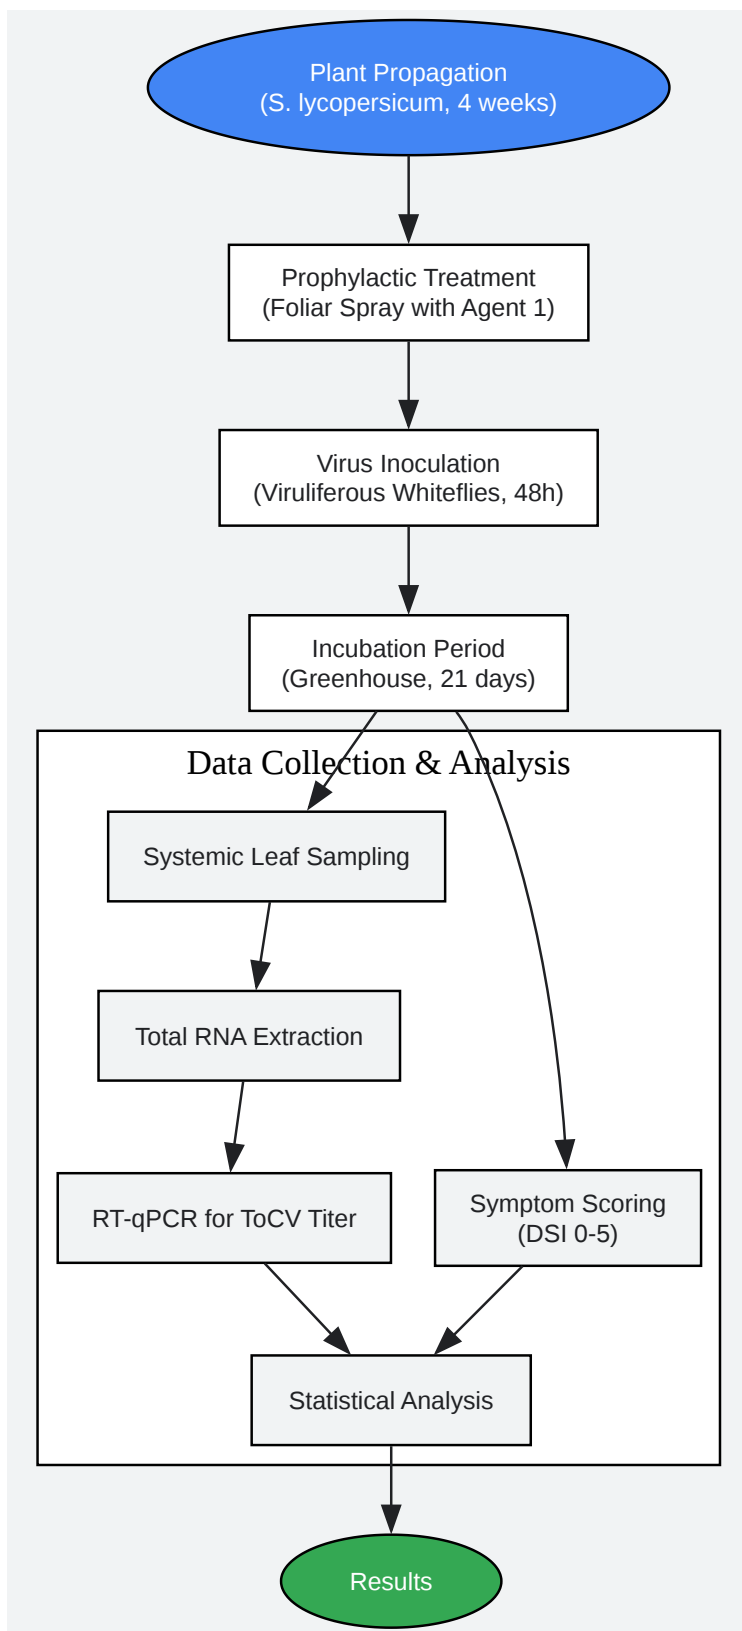 Plant Propagation
(S. lycopersicum, 4 weeks)
Prophylactic Treatment
(Foliar Spray with Agent 1)
Virus Inoculation
(Viruliferous Whiteflies, 48h)
Incubation Period
(Greenhouse, 21 days)
Data Collection & Analysis
Systemic Leaf Sampling
Total RNA Extraction
RT-qPCR for ToCV Titer
Symptom Scoring
(DSI 0-5)
Statistical Analysis
Results